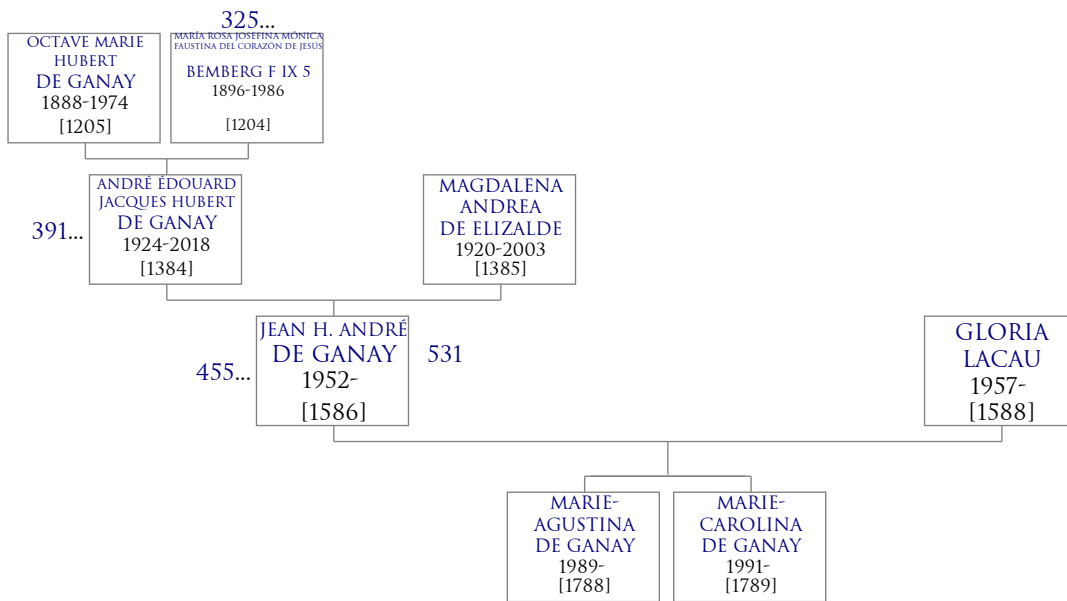 325...
OCTAVE MARIE
HUBERT
DE GANAY
1888-1974
[1205]
MARÍA ROSA JOSEFINA MÓNICA
FAUSTINA DEL CORAZÓN DE JESÚS
BEMBERG F IX 5
1896-1986
[1204]
391...
ANDRÉ ÉDOUARD
JACQUES HUBERT
DE GANAY
1924-2018
[1384]
MAGDALENA
ANDREA
DE ELIZALDE
1920-2003
[1385]
455...
JEAN H. ANDRÉ
DE GANAY
1952-
[1586]
531
GLORIA
LACAU
1957-
[1588]
MARIE-
AGUSTINA
DE GANAY
1989-
[1788]
MARIE-
CAROLINA
DE GANAY
1991-
[1789]